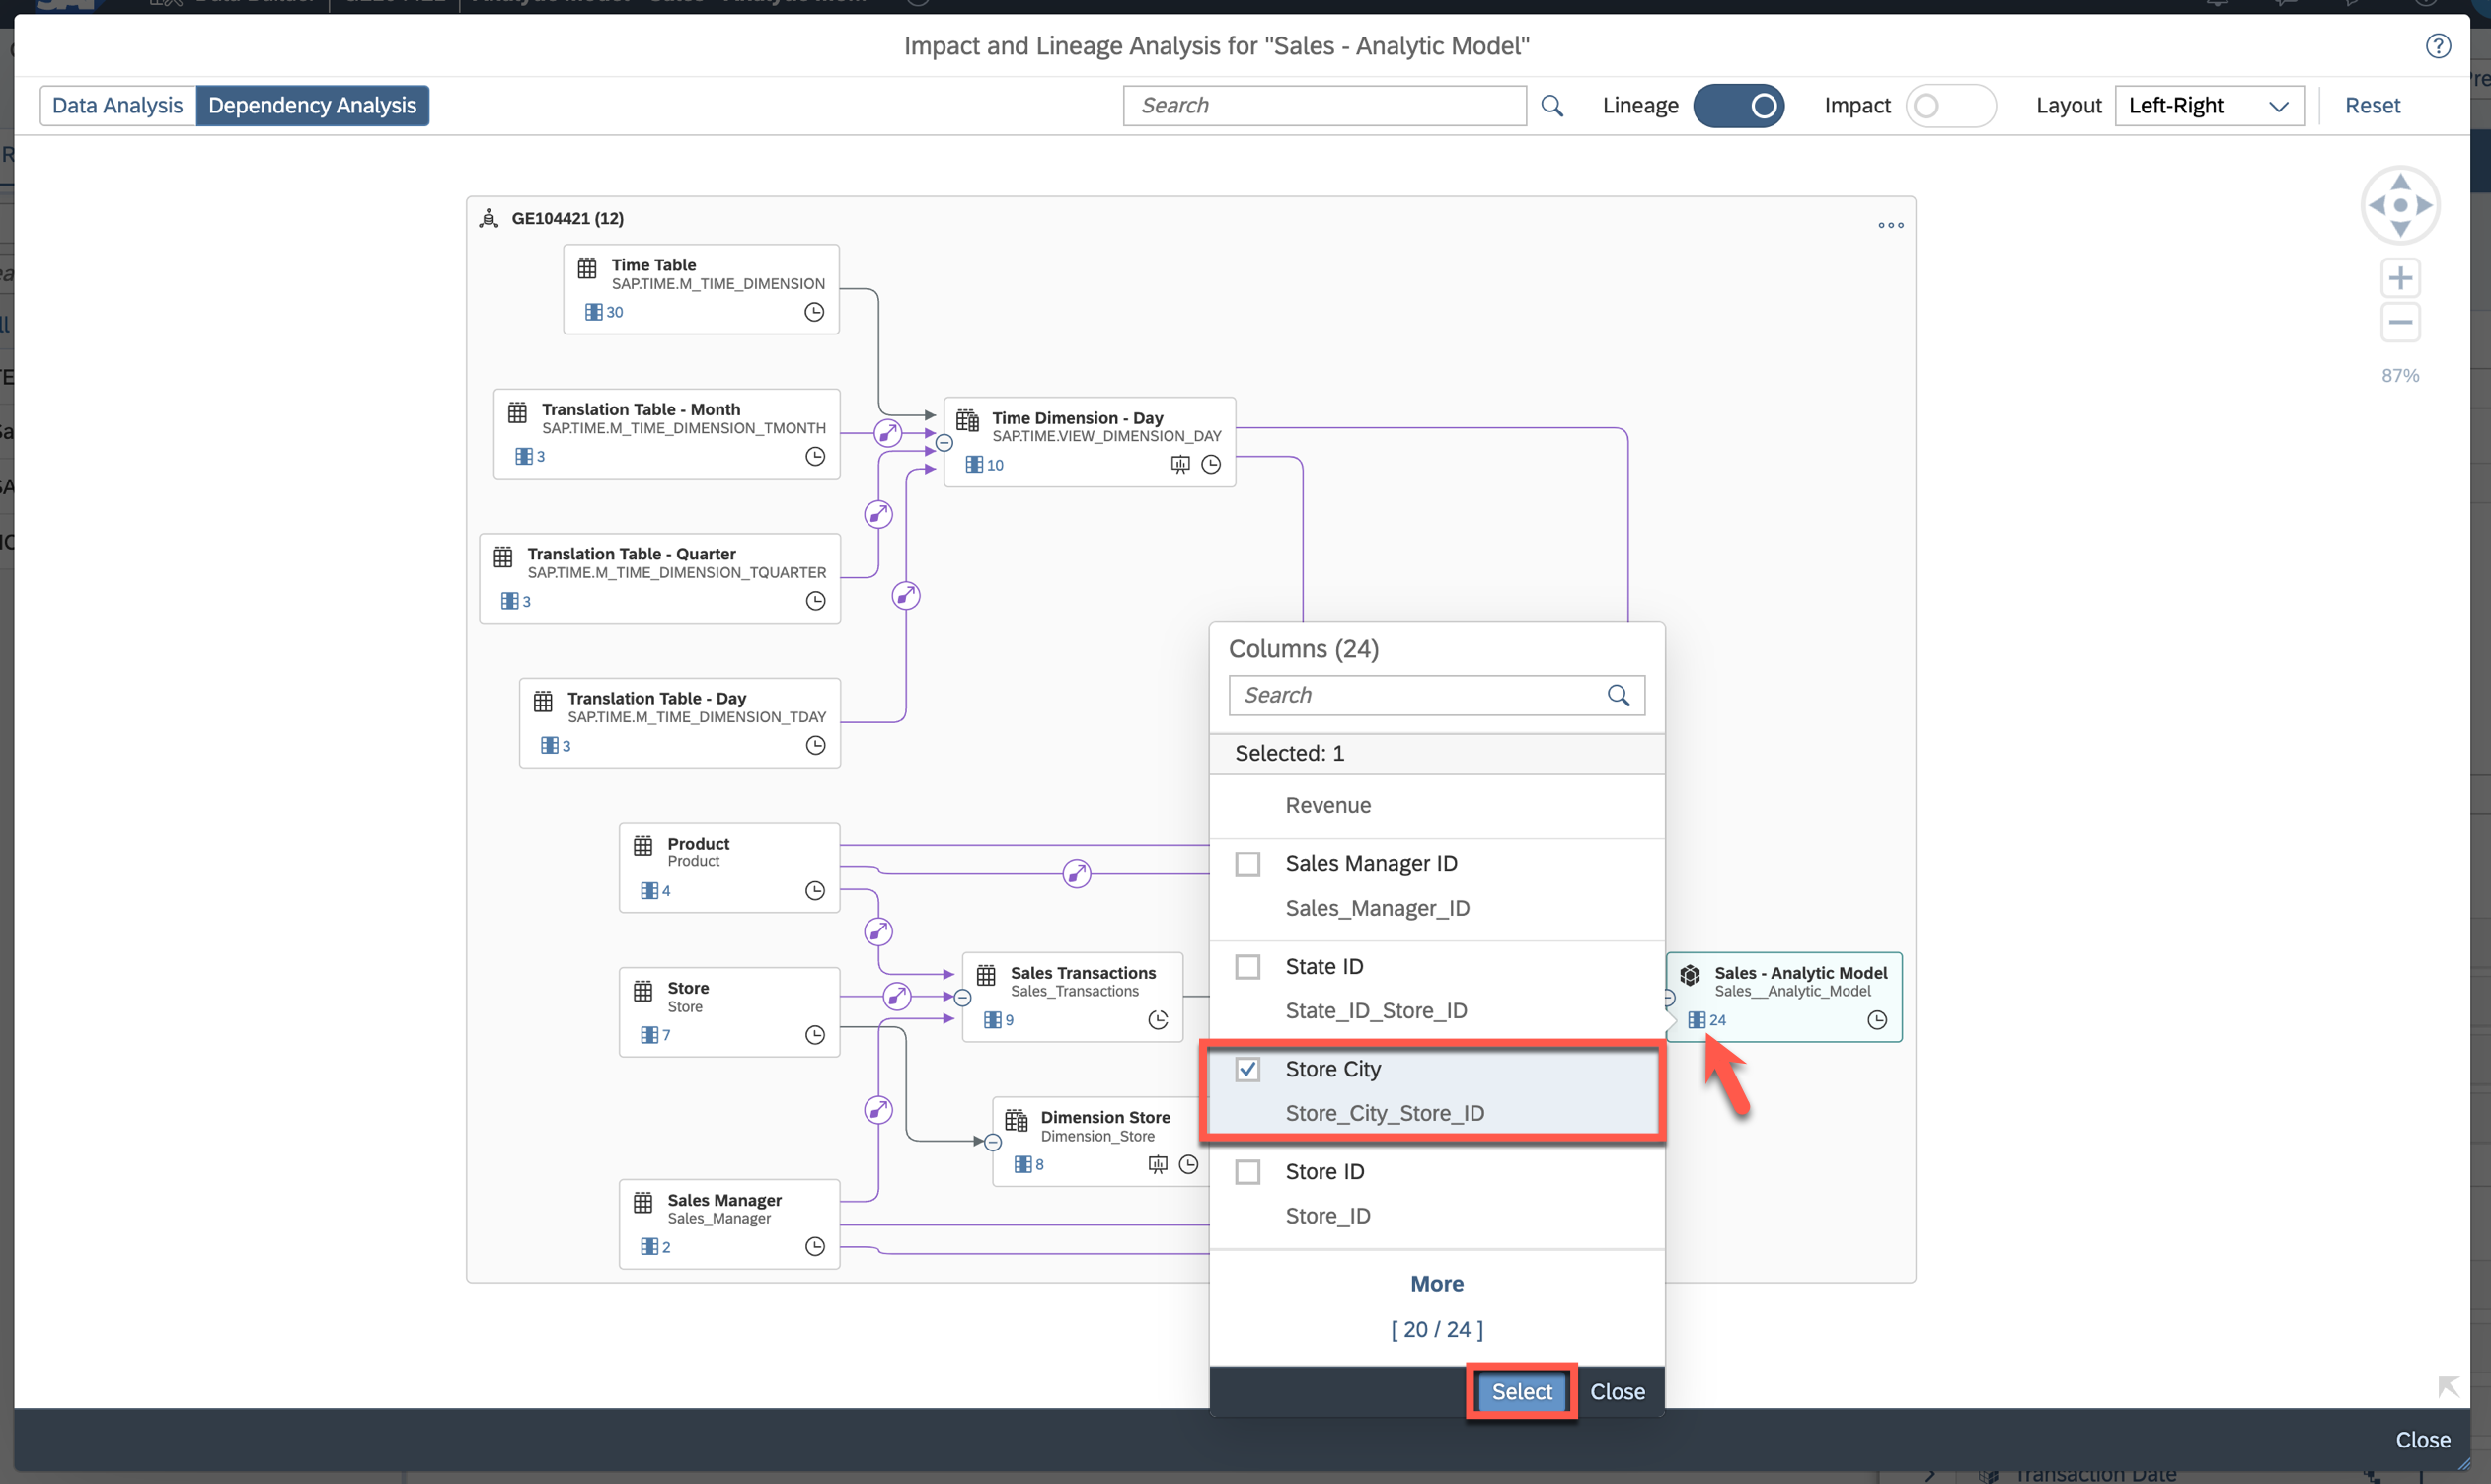 Impact and Lineage Analysis for "Sales - Analytic Model"
Data Analysis
Dependency Analysis
Search
Lineage
Impact
Layout
Left-Right
Reset
87%
GE104421 (12)
Time Table
SAP.TIME.M_TIME_DIMENSION
30
Translation Table - Month
SAP.TIME.M_TIME_DIMENSION_TMONTH
3
Time Dimension - Day
SAP.TIME.VIEW_DIMENSION_DAY
10
Translation Table - Quarter
SAP.TIME.M_TIME_DIMENSION_TQUARTER
3
Translation Table - Day
SAP.TIME.M_TIME_DIMENSION_TDAY
3
Product
Product
4
Store
Store
7
Sales Transactions
Sales_Transactions
9
Dimension Store
Dimension_Store
8
Sales Manager
Sales_Manager
2
Columns (24)
Search
Selected: 1
Revenue
Sales Manager ID
Sales_Manager_ID
State ID
State_ID_Store_ID
Store City
Store_City_Store_ID
Store ID
Store_ID
More
[ 20 / 24 ]
Select
Close
Sales - Analytic Model
Sales__Analytic_Model
24
Close
Transaction Date